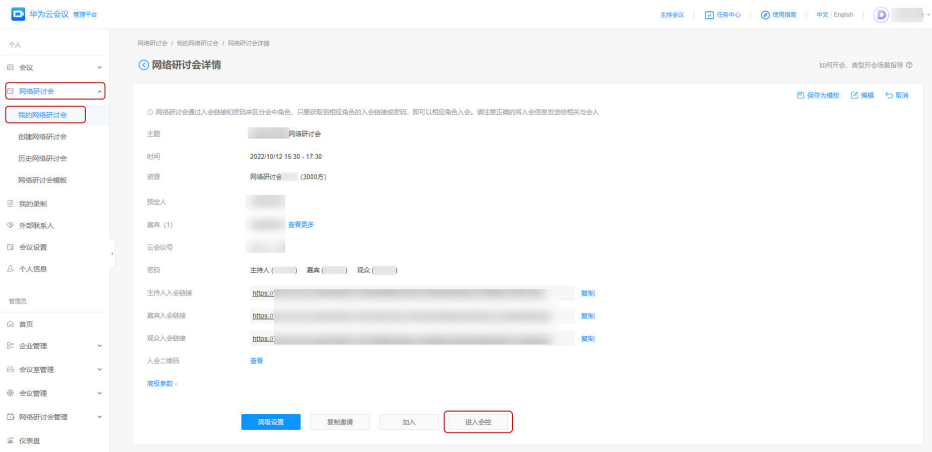 华为云会议 管理平台
主持会议 任务中心 使用指南 中文 | English D
个人
会议
网络研讨会
我的网络研讨会
创建网络研讨会
历史网络研讨会
网络研讨会模板
我的录制
外部联系人
会议设置
个人信息
管理员
首页
企业管理
会议室管理
会议管理
网络研讨会管理
仪表盘
网络研讨会 / 我的网络研讨会 / 网络研讨会详情
网络研讨会详情
如何开会、典型开会场景指导
保存为模板 编辑 取消
网络研讨会通过入会链接和密码来区分会中角色，只要获取到相应角色的入会链接或密码，即可以相应角色入会。请注意正确的将入会信息发送给相关与会人
主题 网络研讨会
时间 2022/10/12 15:30 - 17:30
资源 网络研讨会 (3000方)
预定人
嘉宾 (1) 查看更多
云会议号
密码 主持人 ( ) 嘉宾 ( ) 观众 ( )
主持人入会链接 https:// 复制
嘉宾入会链接 https:// 复制
观众入会链接 https:// 复制
入会二维码 查看
高级参数
高级设置 复制邀请 加入 进入会控